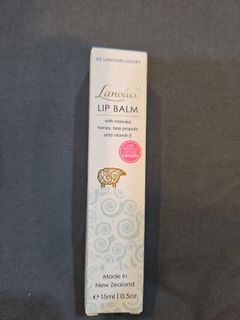 NZ LANOLIN LUXURY
Lanolux
LIP BALM
with manuka
honey, bee propolis
and vitamin E
Made in
New Zealand
℮ 15ml | 0.5oz